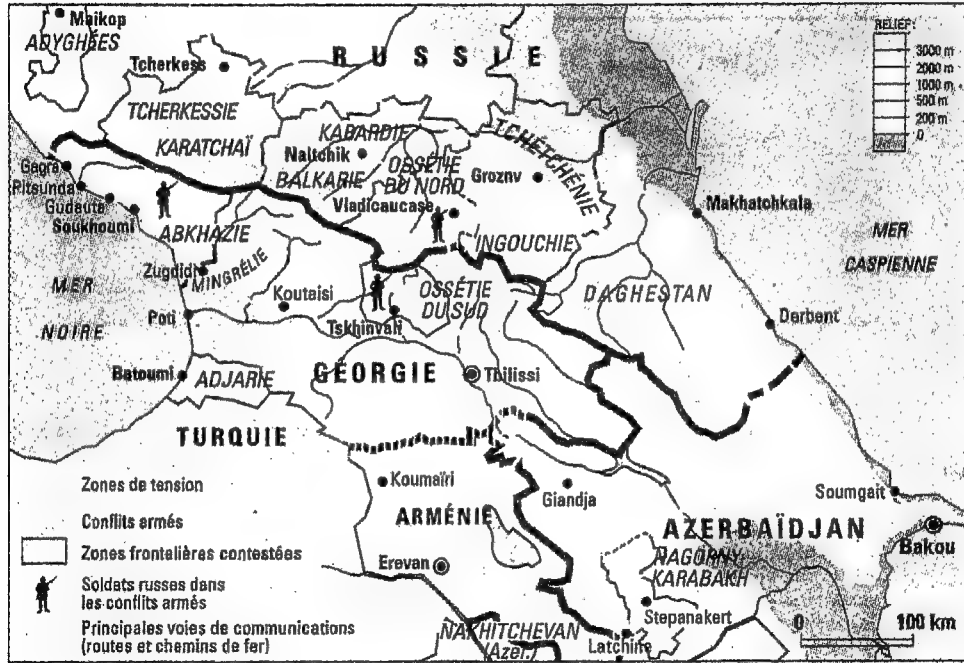 Maikop
ADYGHÉES
RUSSIE
RELIEF:
3000 m
2000 m
1000 m
500 m
200 m
0
Tcherkess
TCHERKESSIE
KARATCHAÏ
KABARDIE
Naltchik
BALKARIE
OSSÉTIE
DU NORD
TCHÉTCHÉNIE
Groznv
Vladicaucase
Gagra
Pitsunda
Gudauta
Soukhoumi
ABKHAZIE
INGOUCHIE
Makhatchkala
MER
CASPIENNE
Zugdidi
MINGRÉLIE
MER
NOIRE
Koutaisi
OSSÉTIE
DU SUD
DAGHESTAN
Poti
Tskhinvali
Derbent
Batoumi
ADJARIE
GÉORGIE
Tbilissi
TURQUIE
Koumaïri
Giandja
Soumgait
ARMÉNIE
AZERBAÏDJAN
Bakou
Erevan
NAGORNY
KARABAKH
Stepanakert
NAKHITCHEVAN
(Azer.)
Latchine
0 100 km
Zones de tension
Conflits armés
Zones frontalières contestées
Soldats russes dans
les conflits armés
Principales voies de communications
(routes et chemins de fer)